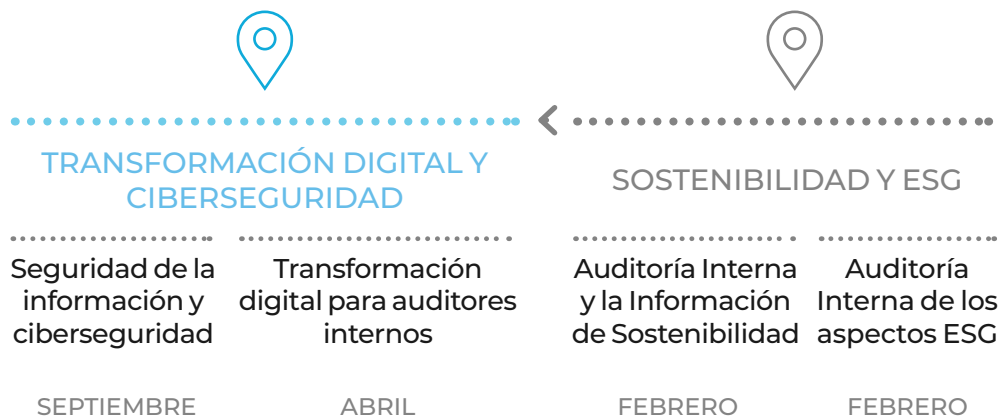 TRANSFORMACIÓN DIGITAL Y
CIBERSEGURIDAD
Seguridad de la
información y
ciberseguridad
SEPTIEMBRE
Transformación
digital para auditores
internos
ABRIL
SOSTENIBILIDAD Y ESG
Auditoría Interna
y la Información
de Sostenibilidad
FEBRERO
Auditoría
Interna de los
aspectos ESG
FEBRERO